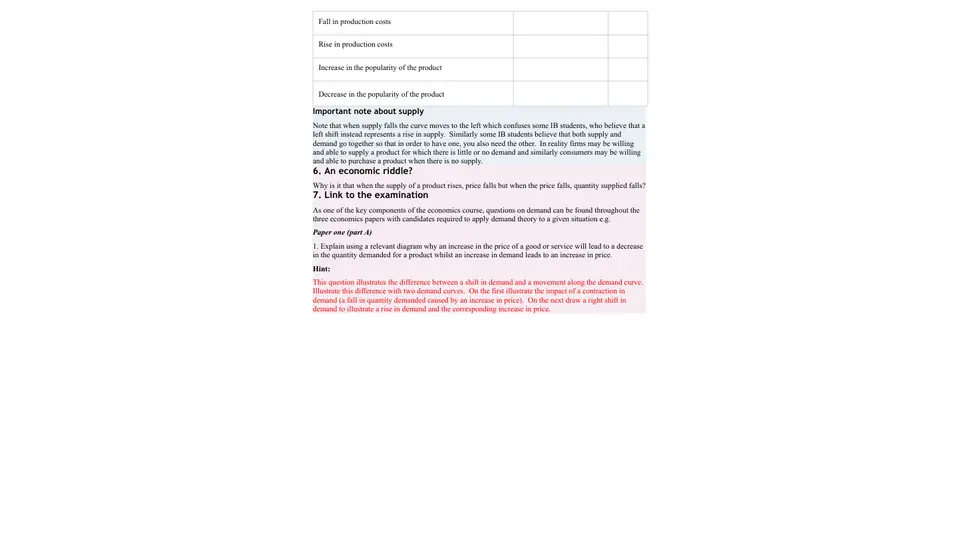 Fall in production costs
Rise in production costs
Increase in the popularity of the product
Decrease in the popularity of the product
Important note about supply
Note that when supply falls the curve moves to the left which confuses some IB students, who believe that a
left shift instead represents a rise in supply.  Similarly some IB students believe that both supply and
demand go together so that in order to have one, you also need the other.  In reality firms may be willing
and able to supply a product for which there is little or no demand and similarly consumers may be willing
and able to purchase a product when there is no supply.
6. An economic riddle?
Why is it that when the supply of a product rises, price falls but when the price falls, quantity supplied falls?
7. Link to the examination
As one of the key components of the economics course, questions on demand can be found throughout the
three economics papers with candidates required to apply demand theory to a given situation e.g.
Paper one (part A)
1. Explain using a relevant diagram why an increase in the price of a good or service will lead to a decrease
in the quantity demanded for a product whilst an increase in demand leads to an increase in price.
Hint:
This question illustrates the difference between a shift in demand and a movement along the demand curve.
Illustrate this difference with two demand curves.  On the first illustrate the impact of a contraction in
demand (a fall in quantity demanded caused by an increase in price).  On the next draw a right shift in
demand to illustrate a rise in demand and the corresponding increase in price.